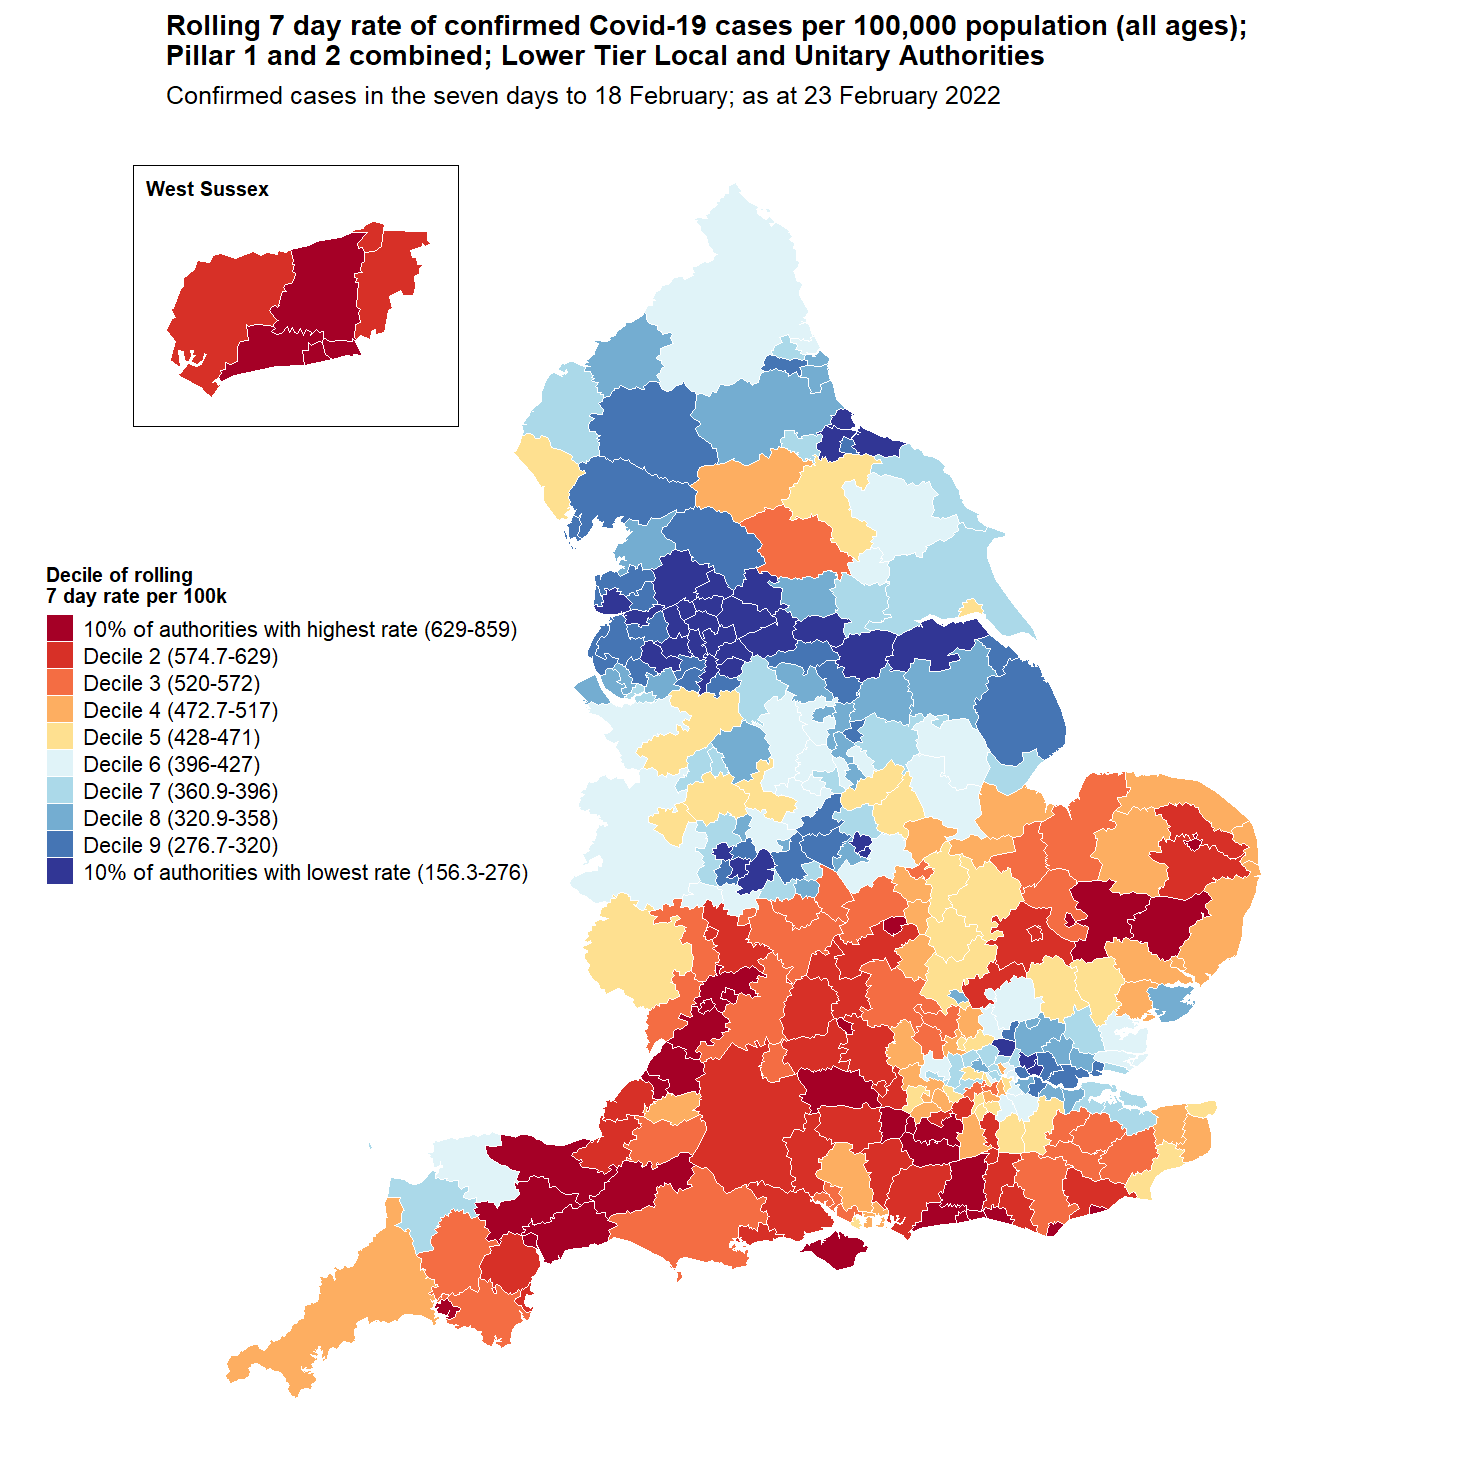 Rolling 7 day rate of confirmed Covid-19 cases per 100,000 population (all ages);
Pillar 1 and 2 combined; Lower Tier Local and Unitary Authorities
Confirmed cases in the seven days to 18 February; as at 23 February 2022
West Sussex
Decile of rolling
7 day rate per 100k
10% of authorities with highest rate (629-859)
Decile 2 (574.7-629)
Decile 3 (520-572)
Decile 4 (472.7-517)
Decile 5 (428-471)
Decile 6 (396-427)
Decile 7 (360.9-396)
Decile 8 (320.9-358)
Decile 9 (276.7-320)
10% of authorities with lowest rate (156.3-276)